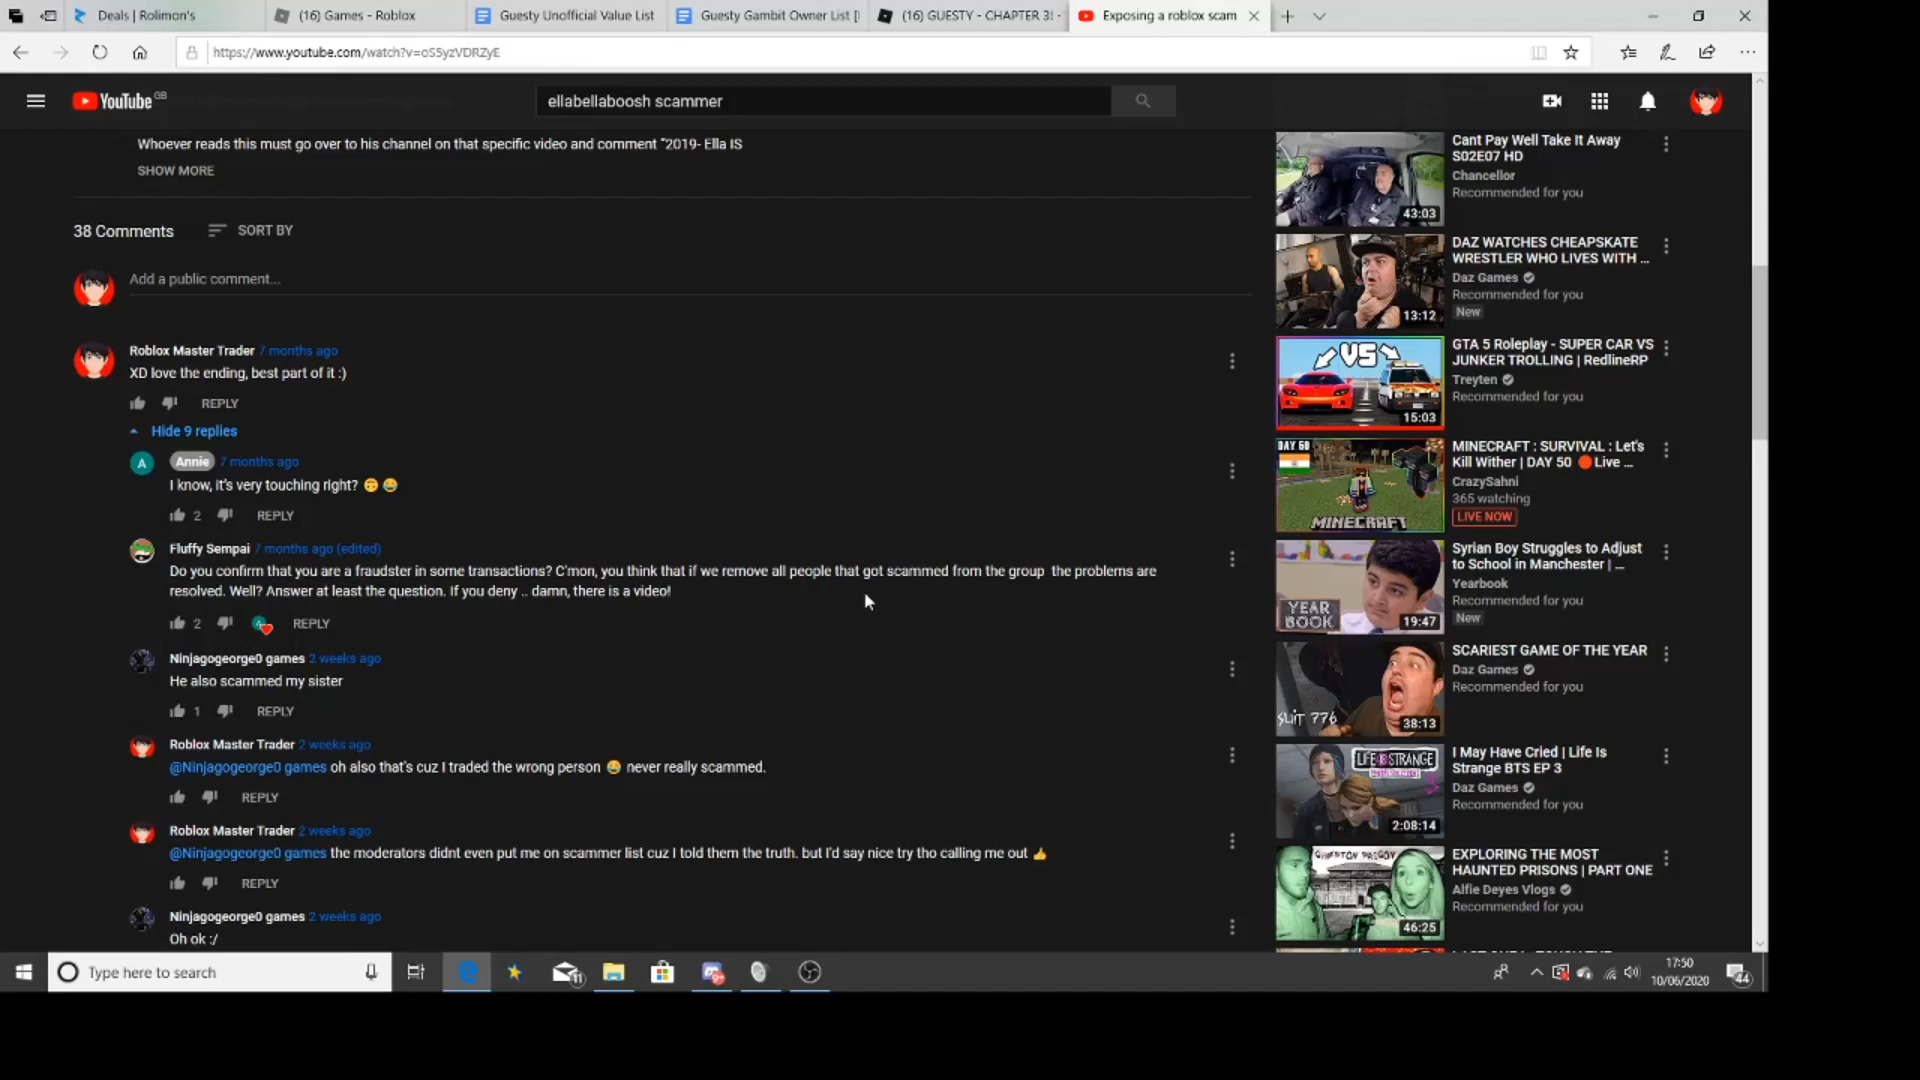 Deals | Rolimon's
(16) Games - Roblox
Guesty Unofficial Value List
Guesty Gambit Owner List [
(16) GUESTY - CHAPTER 3! -
Exposing a roblox scam
https://www.youtube.com/watch?v=oS5yzVDRZyE
YouTube GB
ellabellaboosh scammer
Whoever reads this must go over to his channel on that specific video and comment "2019- Ella IS
SHOW MORE
38 Comments
SORT BY
Add a public comment...
Roblox Master Trader 7 months ago
XD love the ending, best part of it :)
REPLY
Hide 9 replies
A
Annie 7 months ago
I know, it's very touching right? 🙃 😂
2 REPLY
Fluffy Sempai 7 months ago (edited)
Do you confirm that you are a fraudster in some transactions? C'mon, you think that if we remove all people that got scammed from the group the problems are
resolved. Well? Answer at least the question. If you deny .. damn, there is a video!
2 REPLY
Ninjagogeorge0 games 2 weeks ago
He also scammed my sister
1 REPLY
Roblox Master Trader 2 weeks ago
@Ninjagogeorge0 games oh also that's cuz I traded the wrong person 😂 never really scammed.
REPLY
Roblox Master Trader 2 weeks ago
@Ninjagogeorge0 games the moderators didnt even put me on scammer list cuz I told them the truth. but I'd say nice try tho calling me out 👍
REPLY
Ninjagogeorge0 games 2 weeks ago
Oh ok :/
Cant Pay Well Take It Away
S02E07 HD
Chancellor
Recommended for you
43:03
DAZ WATCHES CHEAPSKATE
WRESTLER WHO LIVES WITH ...
Daz Games
Recommended for you
New
13:12
GTA 5 Roleplay - SUPER CAR VS
JUNKER TROLLING | RedlineRP
Treyten
Recommended for you
VS
15:03
MINECRAFT : SURVIVAL : Let's
Kill Wither | DAY 50 🔴 Live ...
CrazySahni
365 watching
LIVE NOW
DAY 50
MINECRAFT
Syrian Boy Struggles to Adjust
to School in Manchester | ...
Yearbook
Recommended for you
New
YEAR
BOOK
19:47
SCARIEST GAME OF THE YEAR
Daz Games
Recommended for you
SUIT 776
38:13
I May Have Cried | Life Is
Strange BTS EP 3
Daz Games
Recommended for you
LIFE IS STRANGE
2:08:14
EXPLORING THE MOST
HAUNTED PRISONS | PART ONE
Alfie Deyes Vlogs
Recommended for you
46:25
Type here to search
11
9+
17:50
10/06/2020
44